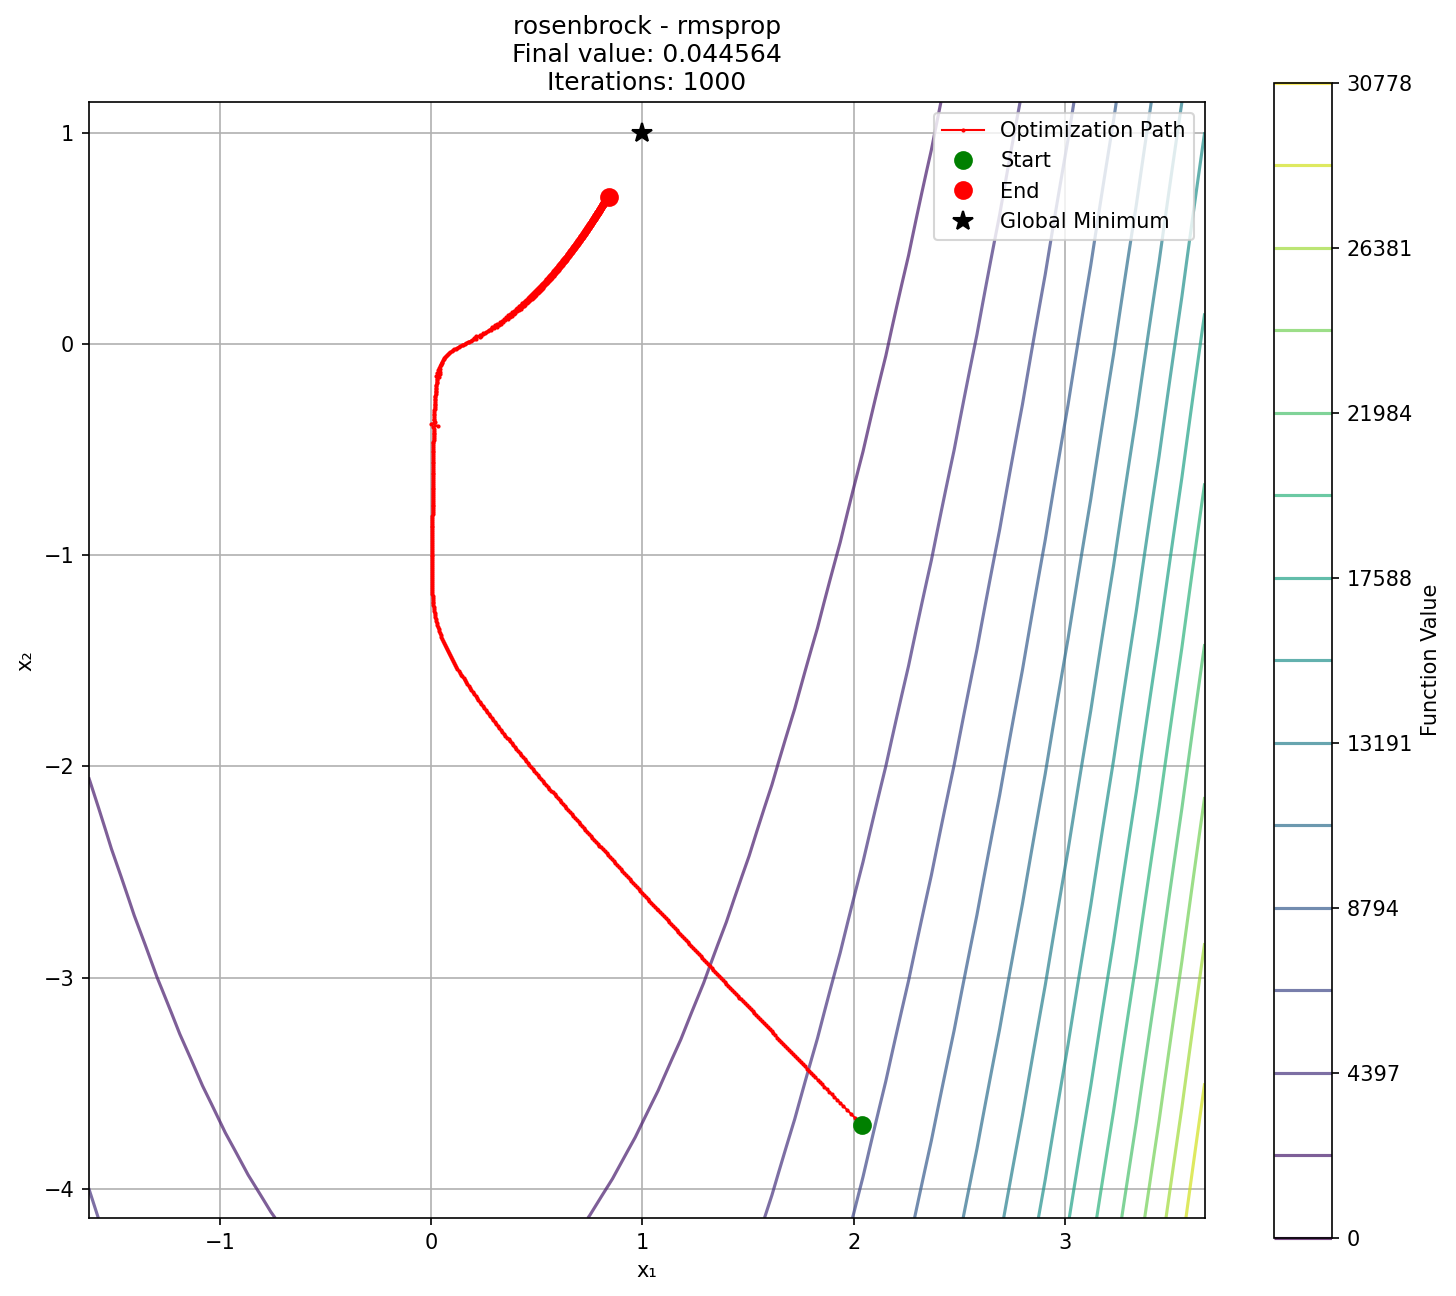 rosenbrock - rmsprop
Final value: 0.044564
Iterations: 1000
Optimization Path
Start
End
Global Minimum
1
0
−1
−2
−3
−4
x₂
−1
0
1
2
3
x₁
30778
26381
21984
17588
13191
8794
4397
0
Function Value